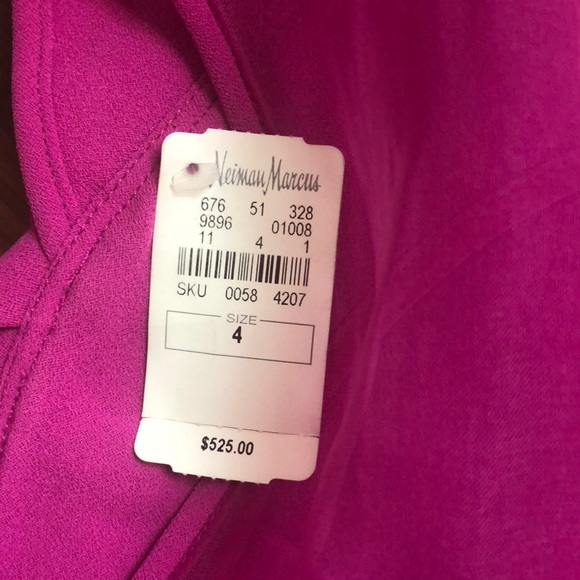 Neiman Marcus
676 51 328
9896 01008
11 4 1
SKU 0058 4207
SIZE
4
$525.00